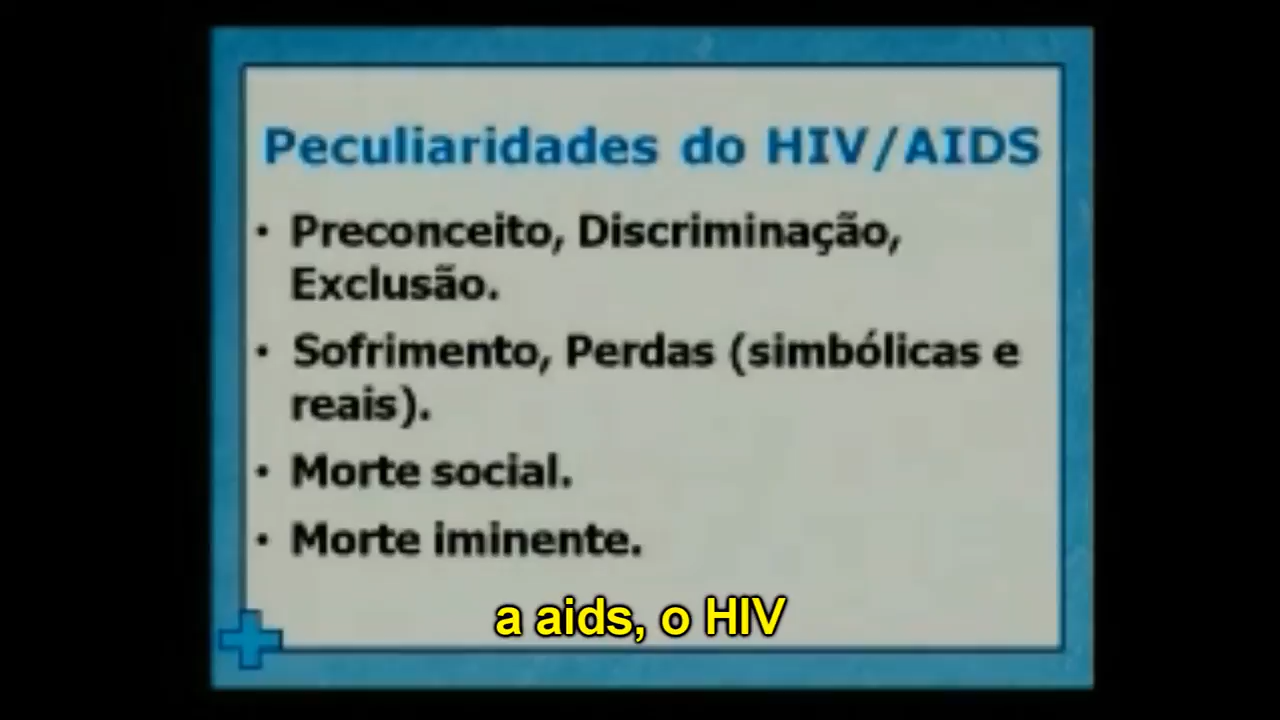 Peculiaridades do HIV/AIDS
• Preconceito, Discriminação,
Exclusão.
• Sofrimento, Perdas (simbólicas e
reais).
• Morte social.
• Morte iminente.
a aids, o HIV